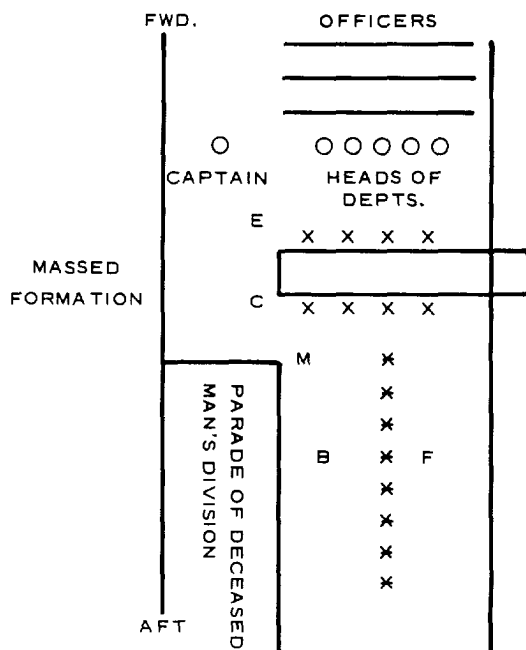 FWD.
OFFICERS
CAPTAIN
HEADS OF
DEPTS.
E
X X X X
MASSED
FORMATION
C
X X X X
M
PARADE OF DECEASED
MAN'S DIVISION
B
F
AFT